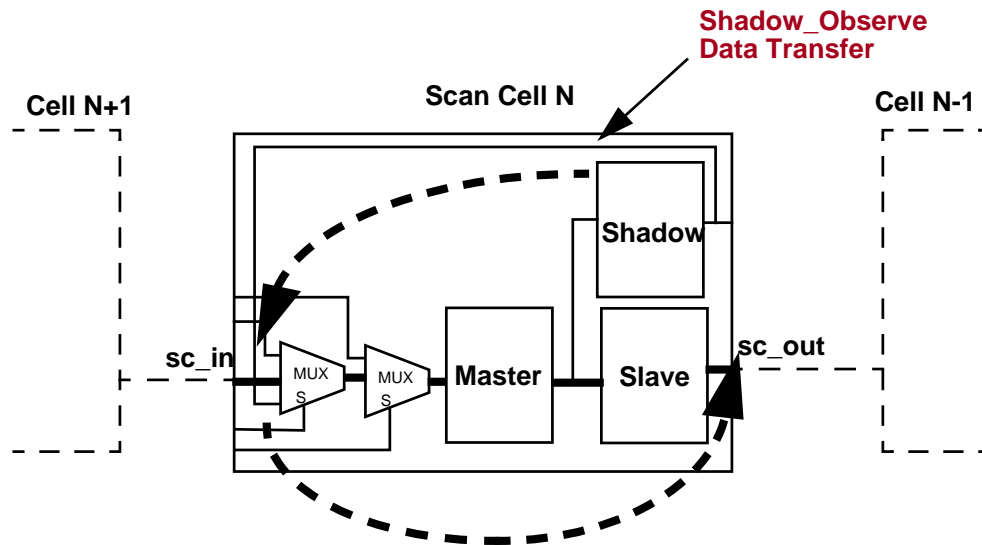 Shadow_Observe
Data Transfer
Scan Cell N
Cell N+1
Cell N-1
Shadow
sc_in
sc_out
MUX
S
MUX
S
Master
Slave